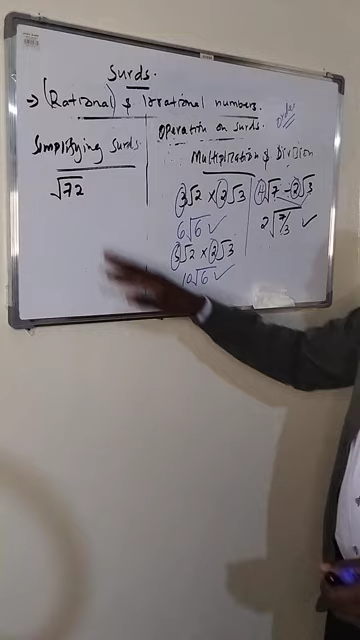 Surds.
→ (Rational) & Irrational numbers.
Operation on surds.
Order
Simplifying Surds.
√72
Multiplication & Division
3√2 × 2√3
6√6 ✓
5√2 × 2√3
10√6 ✓
4√7 ÷ 2√3
2√7/3 ✓